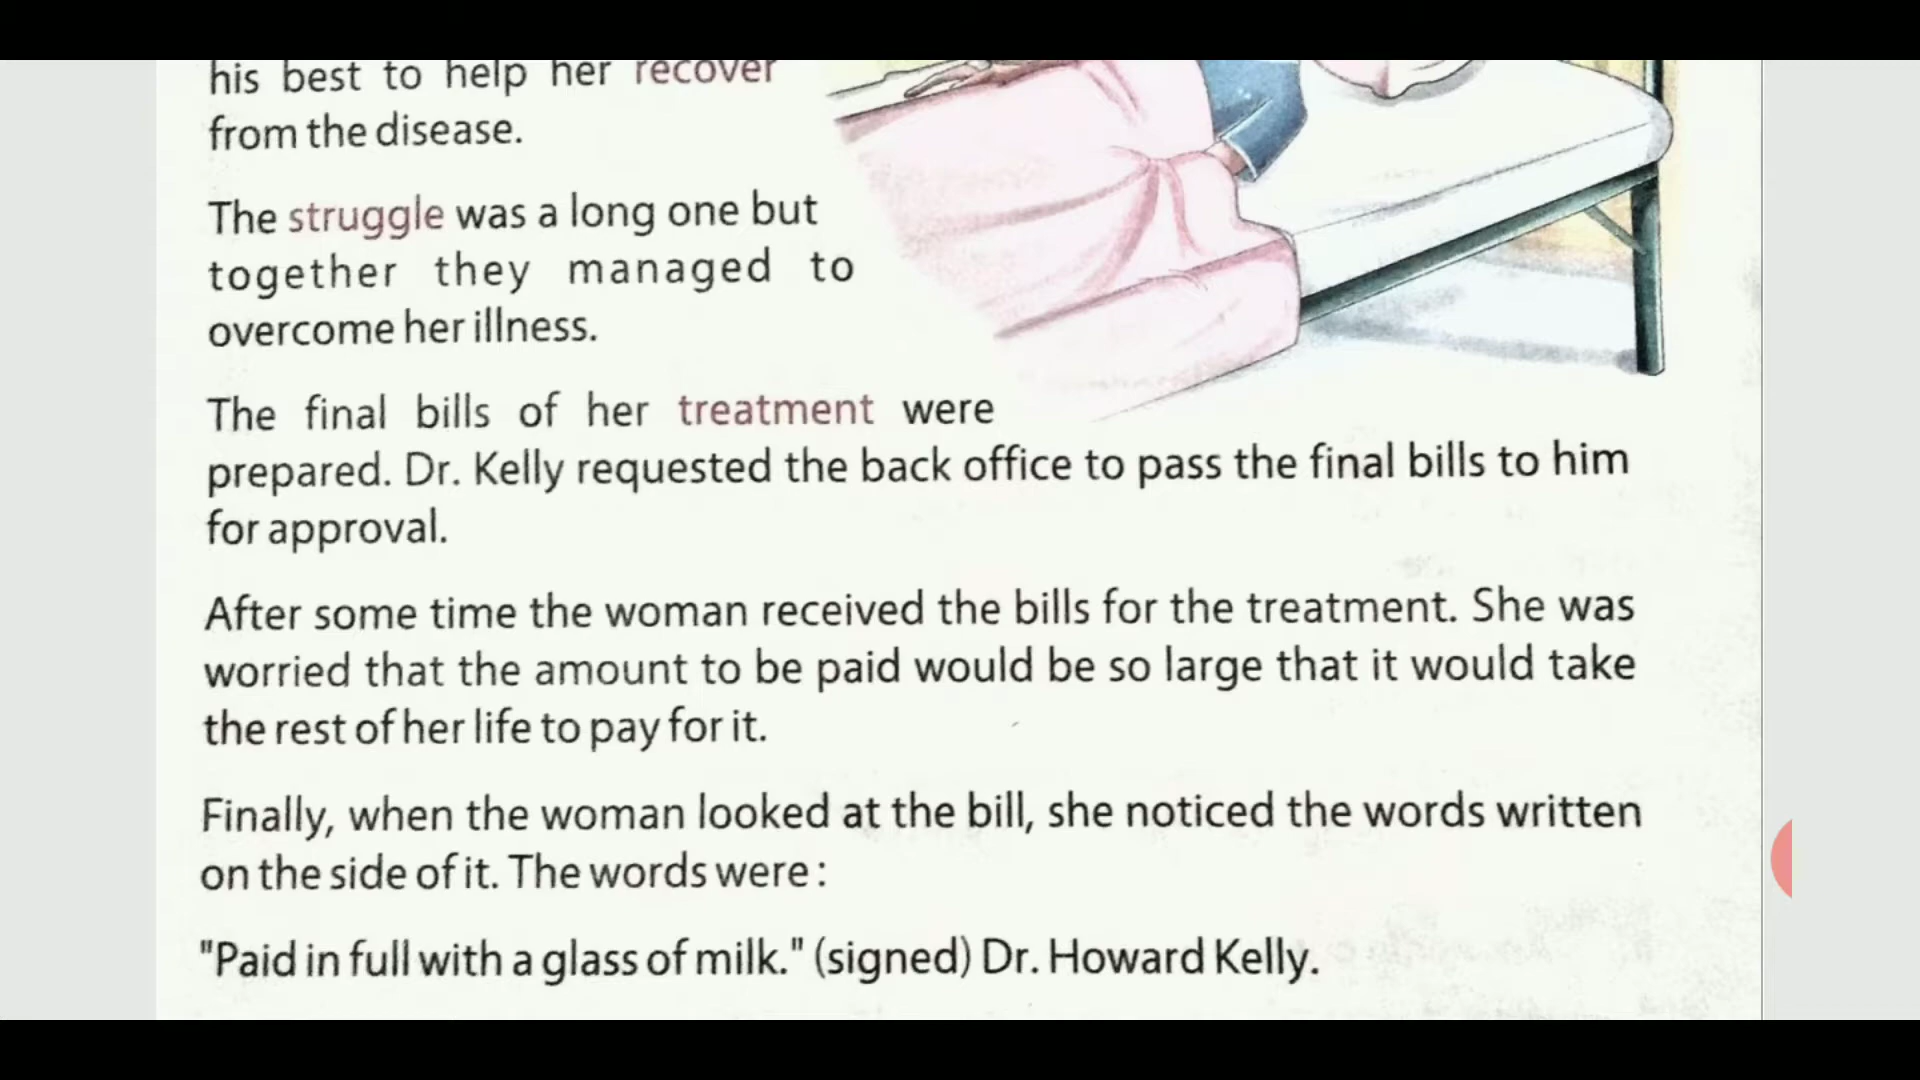 his best to help her recover
from the disease.
The struggle was a long one but
together they managed to
overcome her illness.
The final bills of her treatment were
prepared. Dr. Kelly requested the back office to pass the final bills to him
for approval.
After some time the woman received the bills for the treatment. She was
worried that the amount to be paid would be so large that it would take
the rest of her life to pay for it.
Finally, when the woman looked at the bill, she noticed the words written
on the side of it. The words were :
"Paid in full with a glass of milk." (signed) Dr. Howard Kelly.